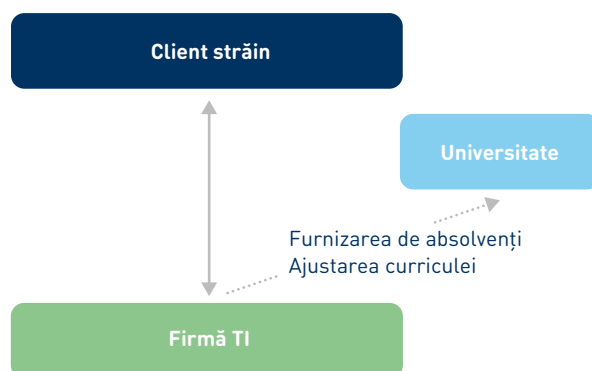 Client străin
Universitate
Furnizarea de absolvenți
Ajustarea curriculei
Firmă TI